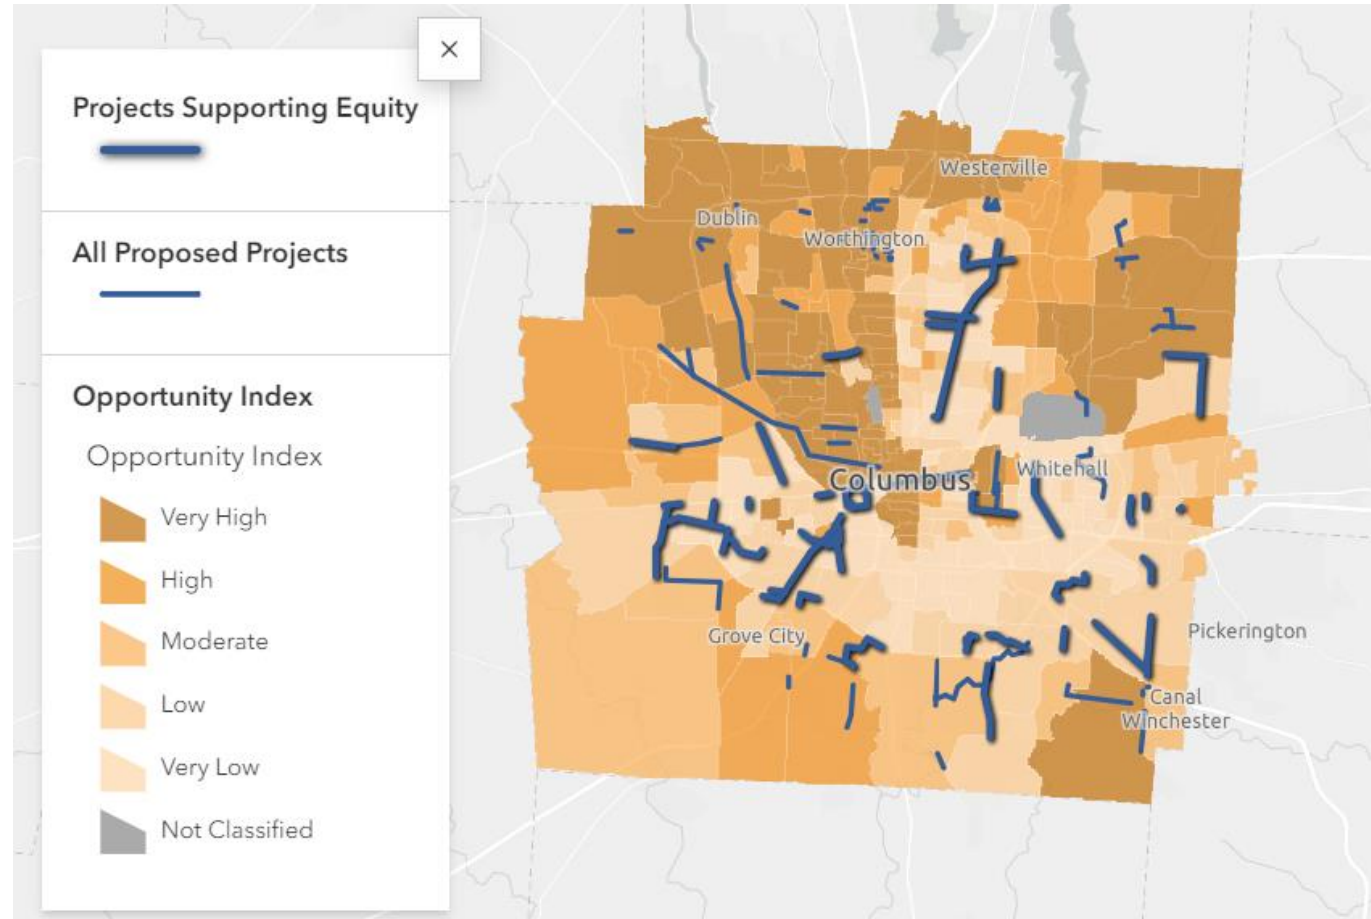 ×
Projects Supporting Equity
All Proposed Projects
Opportunity Index
Opportunity Index
Very High
High
Moderate
Low
Very Low
Not Classified
Westerville
Dublin
Worthington
Whitehall
Columbus
Grove City
Pickerington
Canal
Winchester